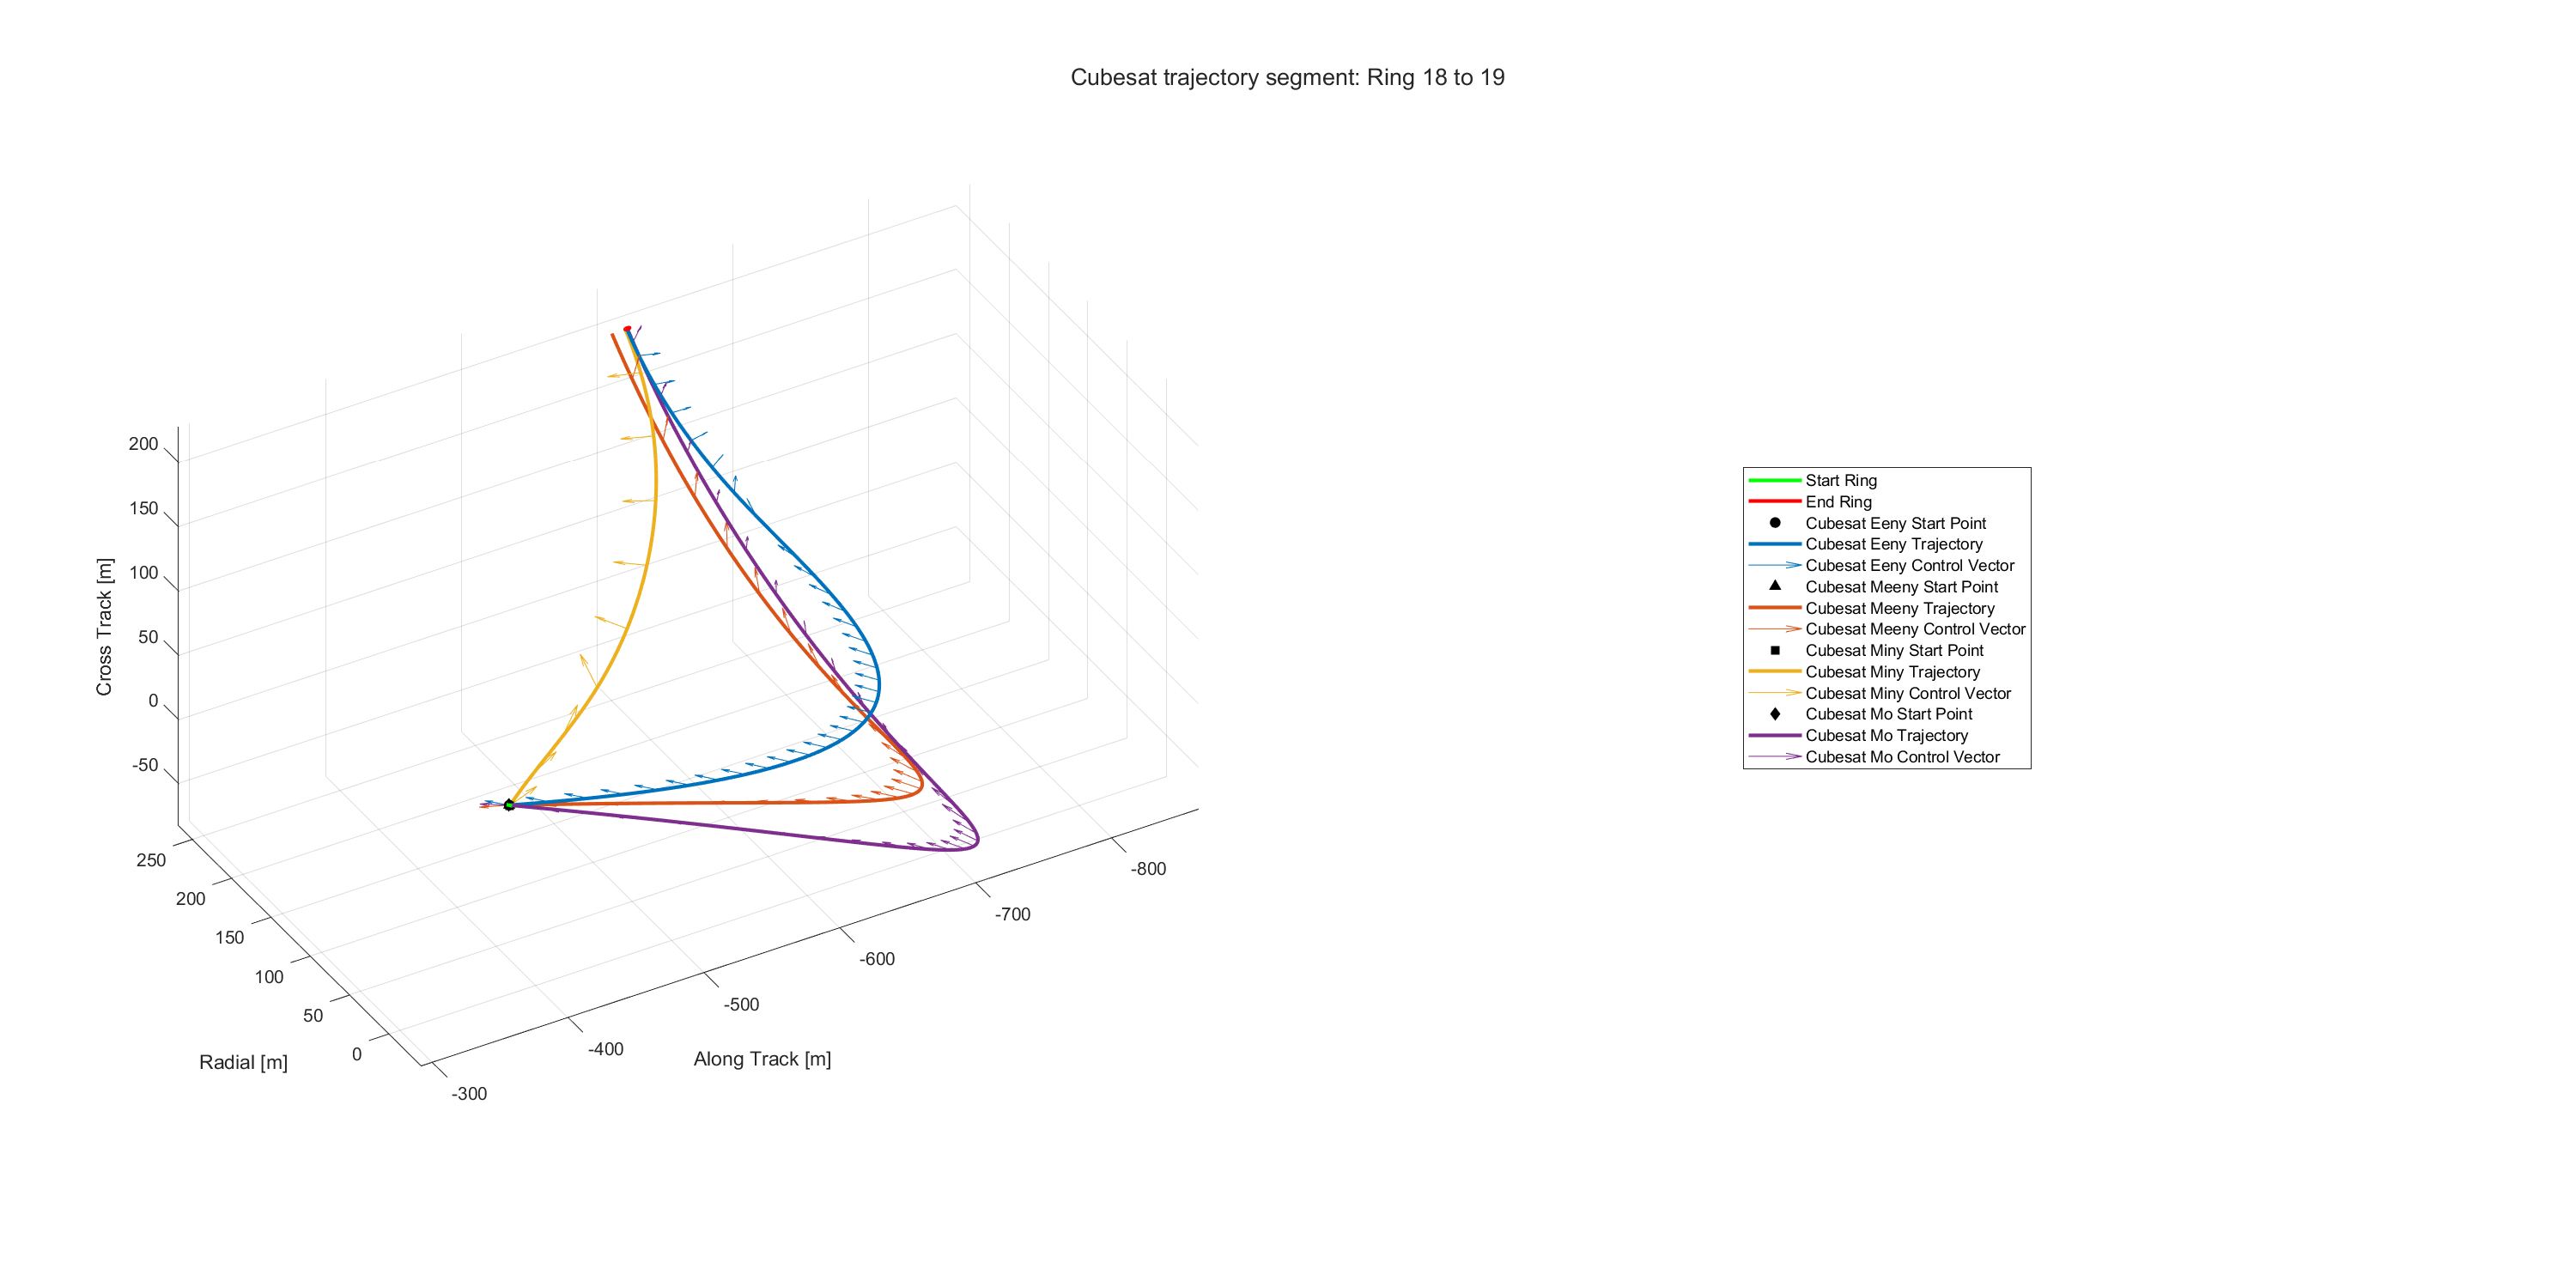 Cubesat trajectory segment: Ring 18 to 19
200
150
100
50
0
-50
Cross Track [m]
250
200
150
100
50
0
Radial [m]
-300
-400
-500
-600
-700
-800
Along Track [m]
Start Ring
End Ring
Cubesat Eeny Start Point
Cubesat Eeny Trajectory
Cubesat Eeny Control Vector
Cubesat Meeny Start Point
Cubesat Meeny Trajectory
Cubesat Meeny Control Vector
Cubesat Miny Start Point
Cubesat Miny Trajectory
Cubesat Miny Control Vector
Cubesat Mo Start Point
Cubesat Mo Trajectory
Cubesat Mo Control Vector